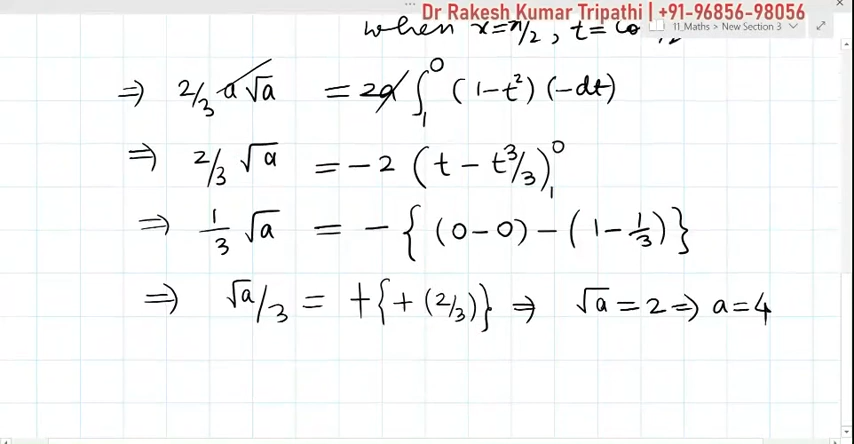 Dr Rakesh Kumar Tripathi | +91-96856-98056
11_Maths > New Section 3
when x=π/2, t= co
⇒ 2/3 a√a = 2a ∫₁⁰ (1-t²) (-dt)
⇒ 2/3 √a = -2 (t - t³/3)₁⁰
⇒ 1/3 √a = - { (0-0) - (1 - 1/3) }
⇒ √a/3 = +{+ (2/3)} ⇒ √a = 2 ⇒ a=4